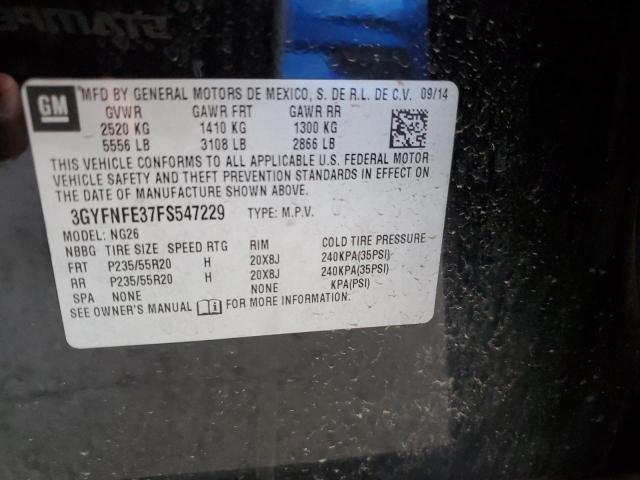 GM
MFD BY GENERAL MOTORS DE MEXICO, S. DE R.L. DE C.V. 09/14
GVWR GAWR FRT GAWR RR
2520 KG 1410 KG 1300 KG
5556 LB 3108 LB 2866 LB
THIS VEHICLE CONFORMS TO ALL APPLICABLE U.S. FEDERAL MOTOR
VEHICLE SAFETY AND THEFT PREVENTION STANDARDS IN EFFECT ON THE
DATE OF MANUFACTURE SHOWN ABOVE.
3GYFNFE37FS547229 TYPE: M.P.V.
MODEL: NG26
NBBG TIRE SIZE SPEED RTG RIM COLD TIRE PRESSURE
FRT P235/55R20 H 20X8J 240KPA(35PSI)
RR P235/55R20 H 20X8J 240KPA(35PSI)
SPA NONE NONE KPA(PSI)
SEE OWNER'S MANUAL FOR MORE INFORMATION.